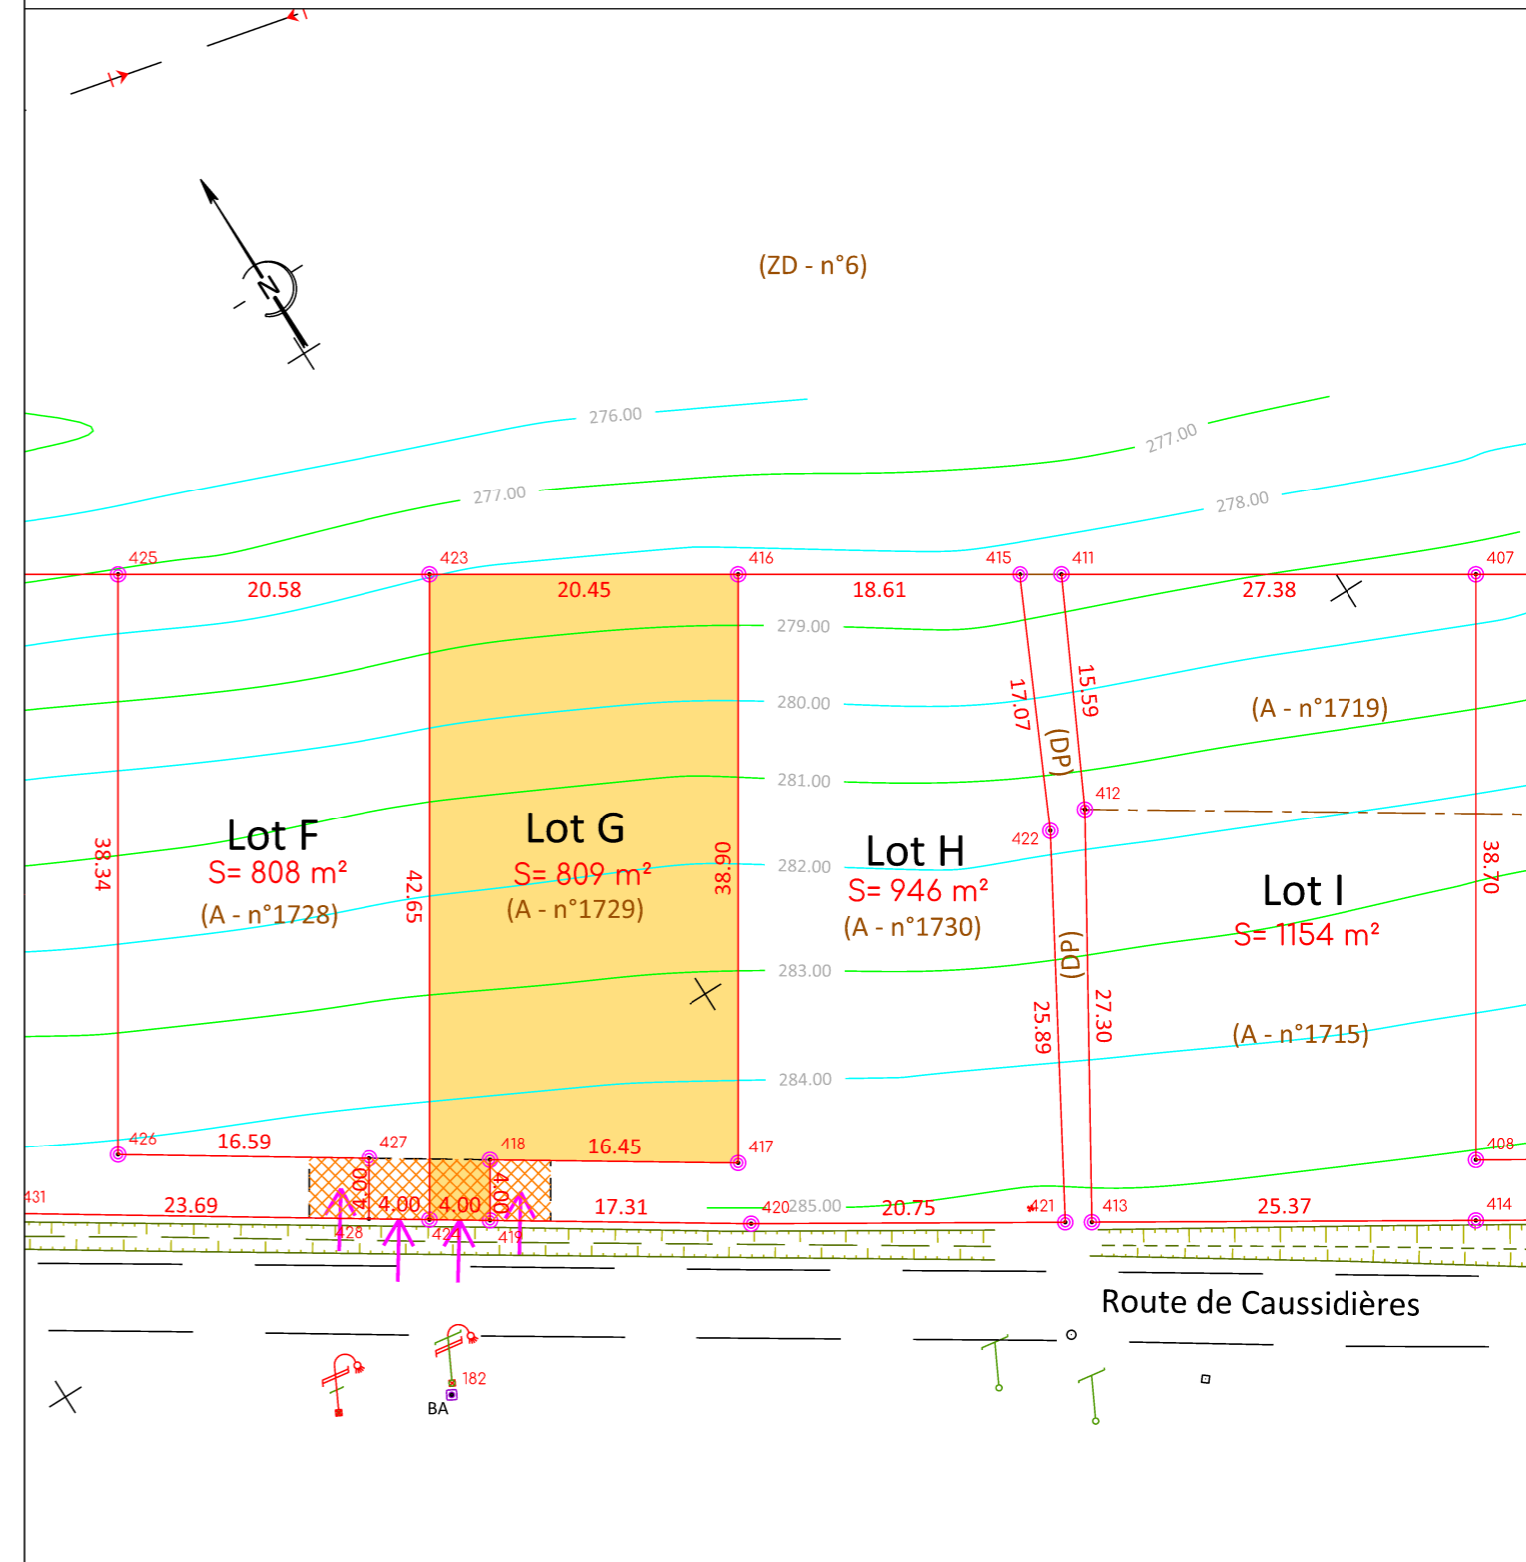 N
(ZD - n°6)
276.00
277.00
277.00
278.00
425
423
416
415
411
407
20.58
20.45
18.61
27.38
279.00
280.00
281.00
282.00
283.00
284.00
285.00
17.07
15.59
(DP)
(A - n°1719)
412
422
Lot F
S= 808 m²
(A - n°1728)
Lot G
S= 809 m²
(A - n°1729)
Lot H
S= 946 m²
(A - n°1730)
Lot I
S= 1154 m²
(A - n°1715)
38.34
42.65
38.90
38.70
(DP)
25.89
27.30
426
16.59
427
418
16.45
417
408
431
23.69
4.00
4.00
4.00
4.00
17.31
420
20.75
421
413
25.37
414
428
424
419
Route de Caussidières
182
BA